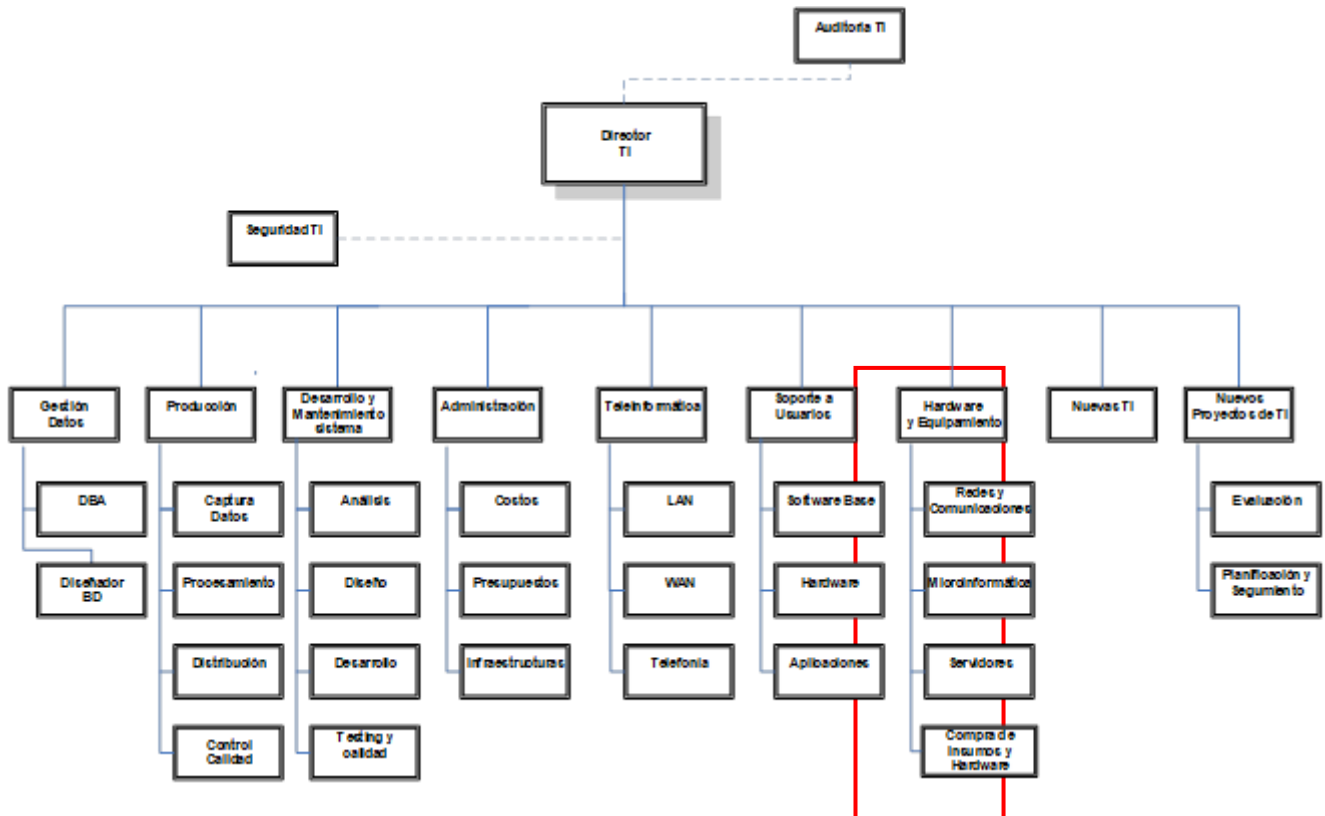 Auditoria TI
Director
TI
Seguridad TI
Gestión
Datos
Producción
Desarrollo y
Mantenimiento
sistema
Administración
Teleinformática
Soporte a
Usuarios
Hardware
y Equipamiento
Nuevas TI
Nuevos
Proyectos de TI
DBA
Captura
Datos
Análisis
Costos
LAN
Software Base
Redes y
Comunicaciones
Evaluación
Diseñador
BD
Procesamiento
Diseño
Presupuestos
WAN
Hardware
Microinformática
Planificación y
Segumiento
Distribución
Desarrollo
Infraestructuras
Telefonía
Aplicaciones
Servidores
Control
Calidad
Testing y
calidad
Compra de
Insumos y
Hardware